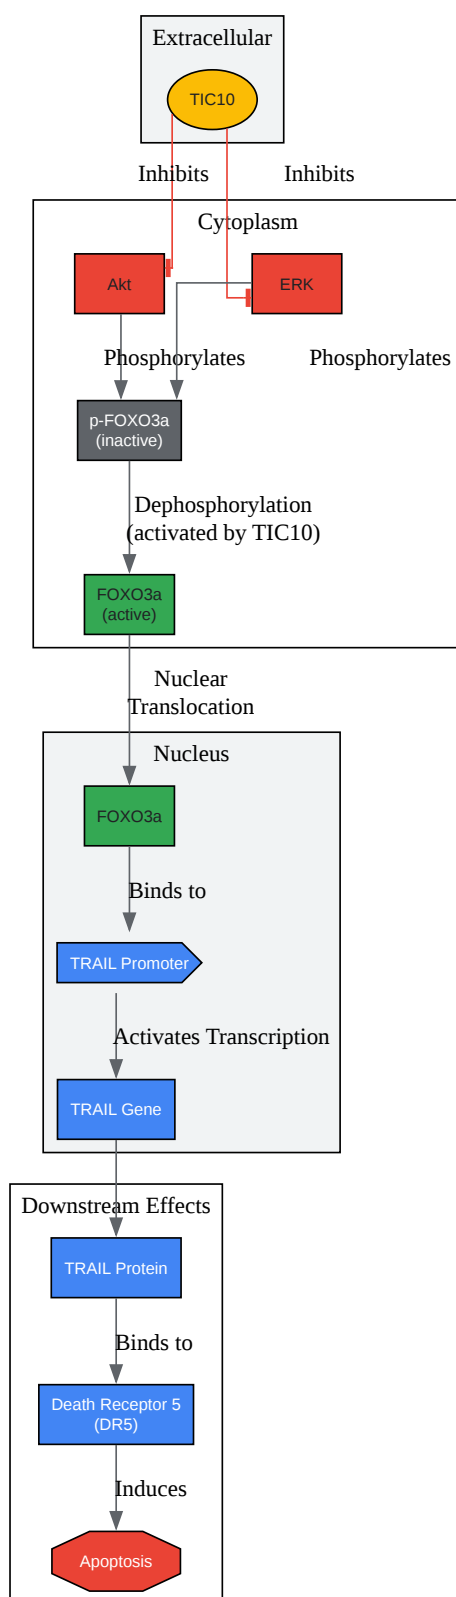 Extracellular
TIC10
Inhibits
Inhibits
Cytoplasm
Akt
ERK
Phosphorylates
Phosphorylates
p-FOXO3a
(inactive)
Dephosphorylation
(activated by TIC10)
FOXO3a
(active)
Nuclear
Translocation
Nucleus
FOXO3a
Binds to
TRAIL Promoter
Activates Transcription
TRAIL Gene
Downstream Effects
TRAIL Protein
Binds to
Death Receptor 5
(DR5)
Induces
Apoptosis